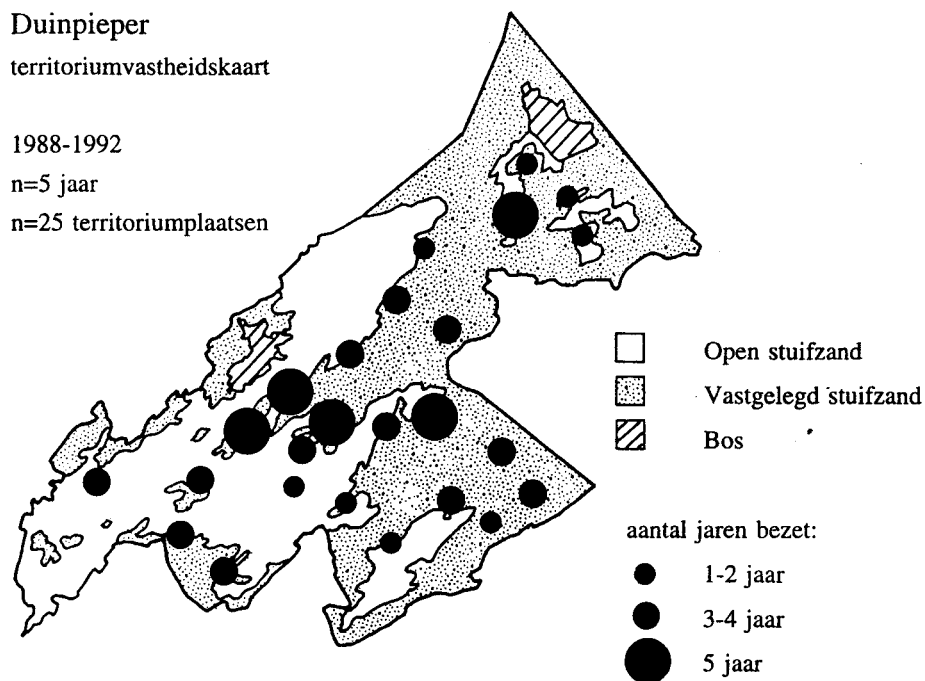 Duinpieper
territoriumvastheidskaart
1988-1992
n=5 jaar
n=25 territoriumplaatsen
Open stuifzand
Vastgelegd stuifzand
Bos
aantal jaren bezet:
1-2 jaar
3-4 jaar
5 jaar